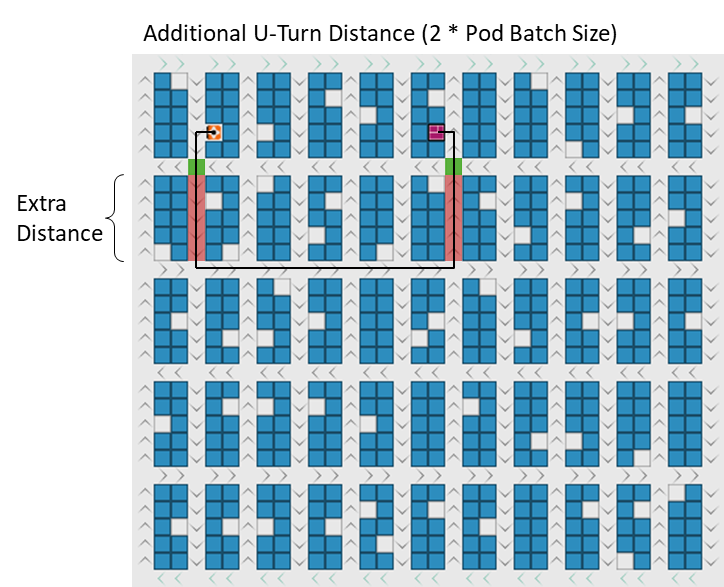 Additional U-Turn Distance (2 * Pod Batch Size)
Extra
Distance